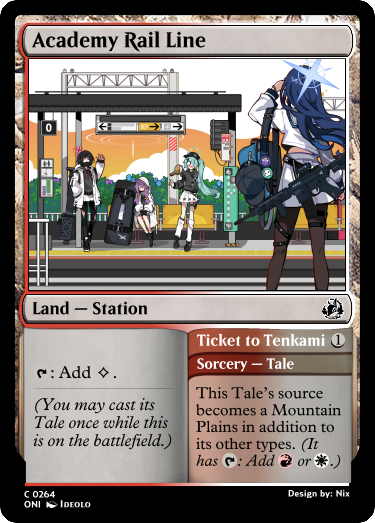 Academy Rail Line
0
Land — Station
: Add .
(You may cast its
Tale once while this
is on the battlefield.)
Ticket to Tenkami 1
Sorcery — Tale
This Tale's source
becomes a Mountain
Plains in addition to
its other types. (It
has : Add or .)
C 0264
ONI Ideolo
Design by: Nix